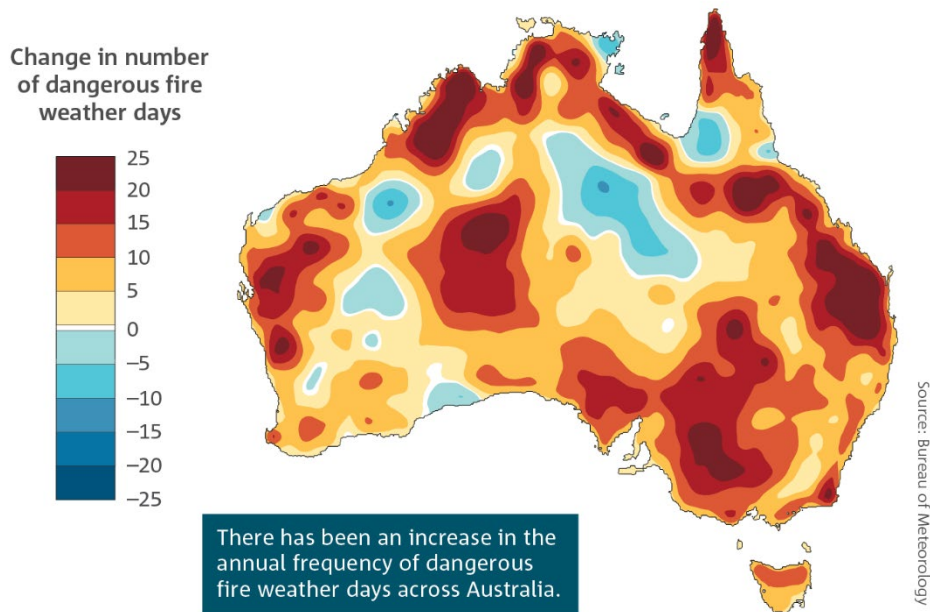 Change in number
of dangerous fire
weather days
25
20
15
10
5
0
−5
−10
−15
−20
−25
There has been an increase in the
annual frequency of dangerous
fire weather days across Australia.
Source: Bureau of Meteorology